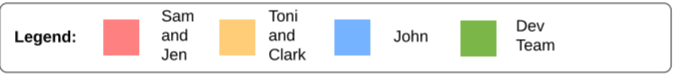 Legend:
Sam
and
Jen
Toni
and
Clark
John
Dev
Team